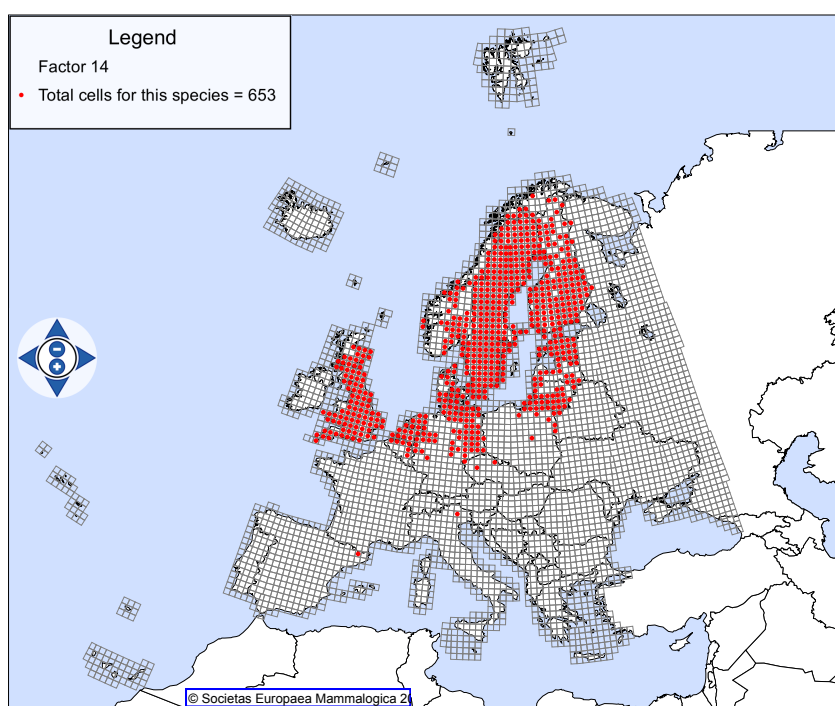 Legend
Factor 14
Total cells for this species = 653
© Societas Europaea Mammalogica